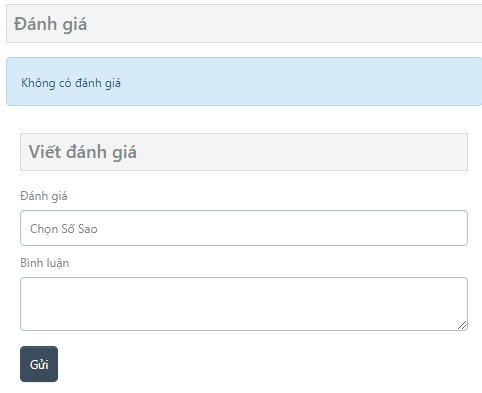 Đánh giá
Không có đánh giá
Viết đánh giá
Đánh giá
Chọn Số Sao
Bình luận
Gửi